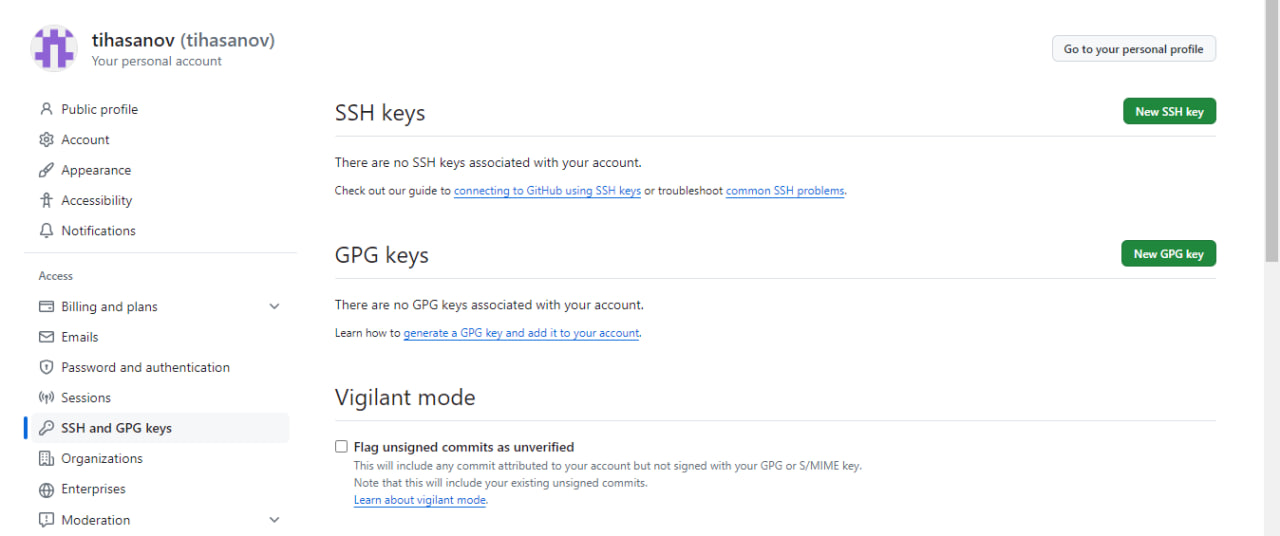 tihasanov (tihasanov)
Your personal account
Go to your personal profile
Public profile
Account
Appearance
Accessibility
Notifications
Access
Billing and plans
Emails
Password and authentication
Sessions
SSH and GPG keys
Organizations
Enterprises
Moderation
SSH keys
New SSH key
There are no SSH keys associated with your account.
Check out our guide to connecting to GitHub using SSH keys or troubleshoot common SSH problems.
GPG keys
New GPG key
There are no GPG keys associated with your account.
Learn how to generate a GPG key and add it to your account.
Vigilant mode
Flag unsigned commits as unverified
This will include any commit attributed to your account but not signed with your GPG or S/MIME key.
Note that this will include your existing unsigned commits.
Learn about vigilant mode.